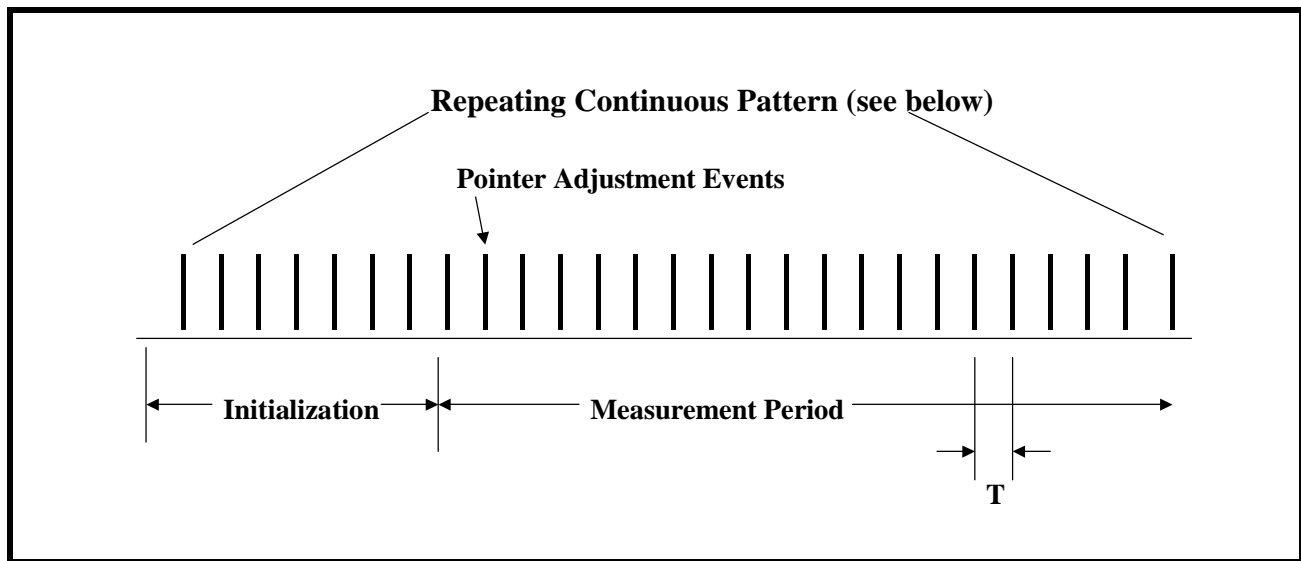 Repeating Continuous Pattern (see below)
Pointer Adjustment Events
Initialization
Measurement Period
T